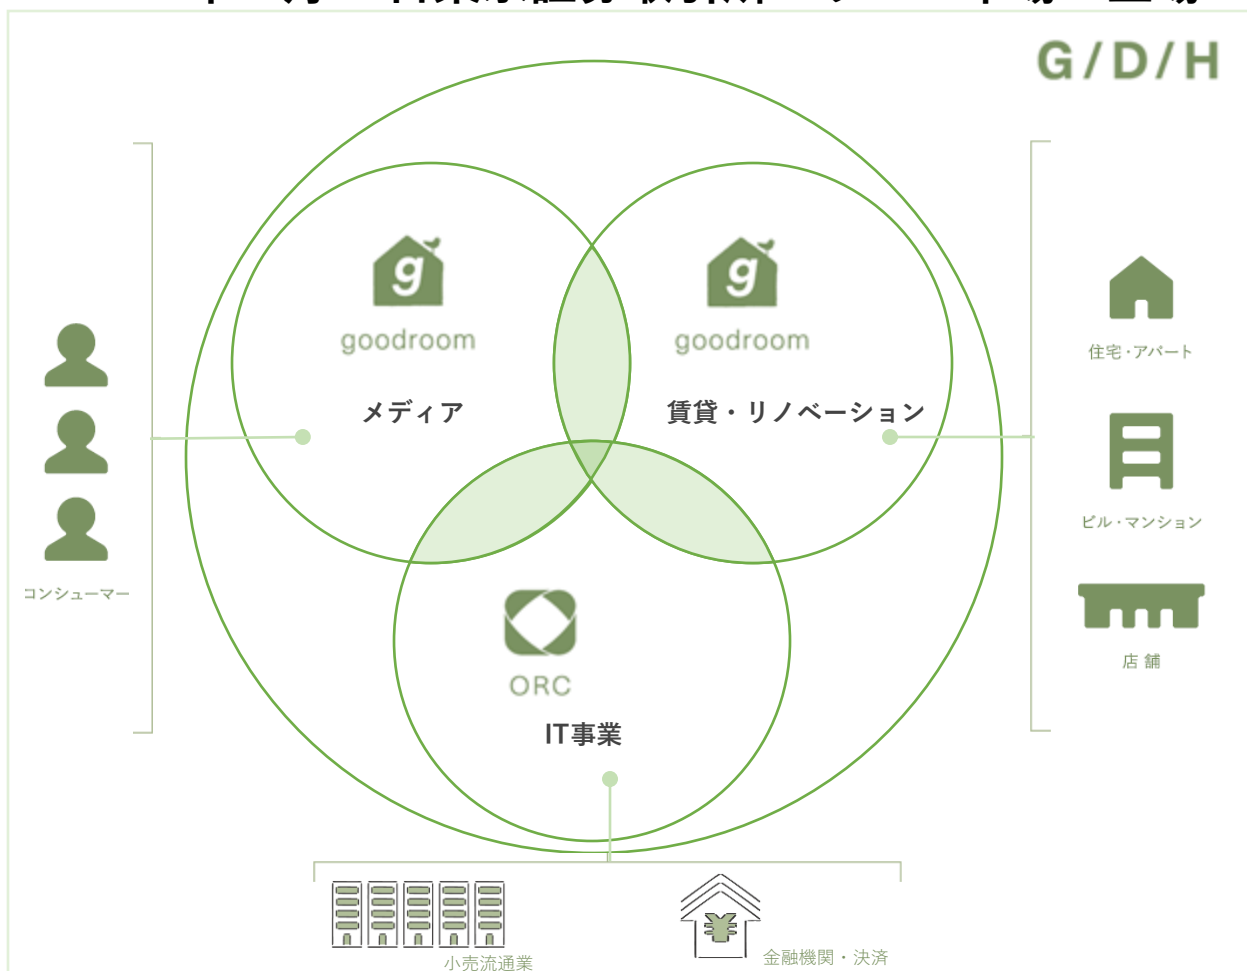 G/D/H
goodroom
goodroom
メディア
賃貸・リノベーション
住宅・アパート
ビル・マンション
コンシューマー
店舗
ORC
IT事業
小売流通業
金融機関・決済